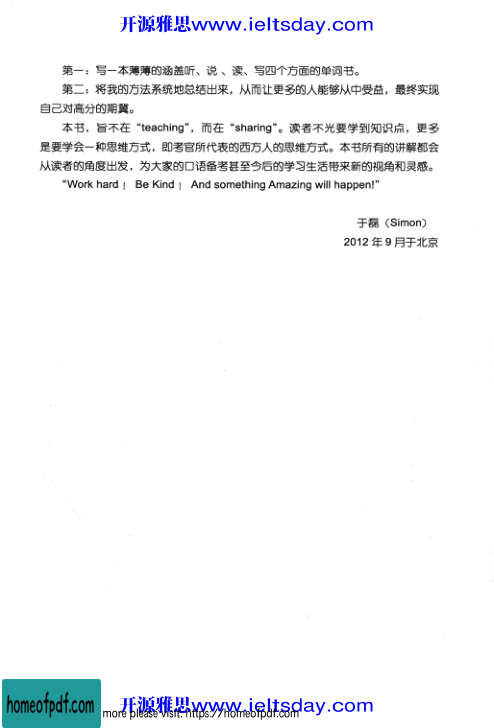 开源雅思www.ieltsday.com
第一：写一本薄薄的涵盖听、说、读、写四个方面的单词书。
第二：将我的方法系统地总结出来，从而让更多的人能够从中受益，最终实现
自己对高分的期冀。
本书，旨不在“teaching”，而在“sharing”。读者不光要学到知识点，更多
是要学会一种思维方式，即考官所代表的西方人的思维方式。本书所有的讲解都会
从读者的角度出发，为大家的口语备考甚至今后的学习生活带来新的视角和灵感。
“Work hard！ Be Kind！ And something Amazing will happen!”
于磊（Simon）
2012 年 9 月于北京
开源雅思www.ieltsday.com
homeofpdf.com
more please visit: https://homeofpdf.com